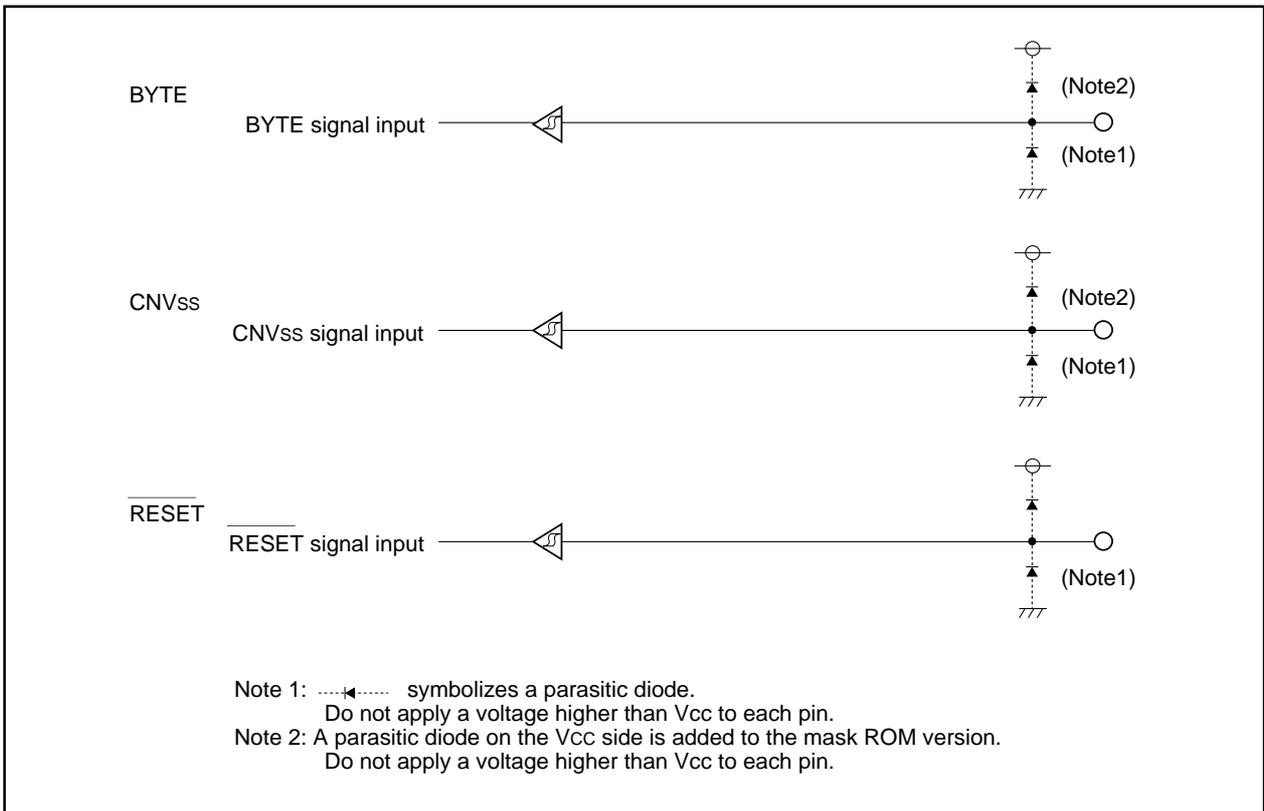 BYTE
BYTE signal input
(Note2)
(Note1)
CNVss
CNVss signal input
(Note2)
(Note1)
RESET
RESET signal input
(Note1)
Note 1: symbolizes a parasitic diode.
Do not apply a voltage higher than Vcc to each pin.
Note 2: A parasitic diode on the VCC side is added to the mask ROM version.
Do not apply a voltage higher than Vcc to each pin.